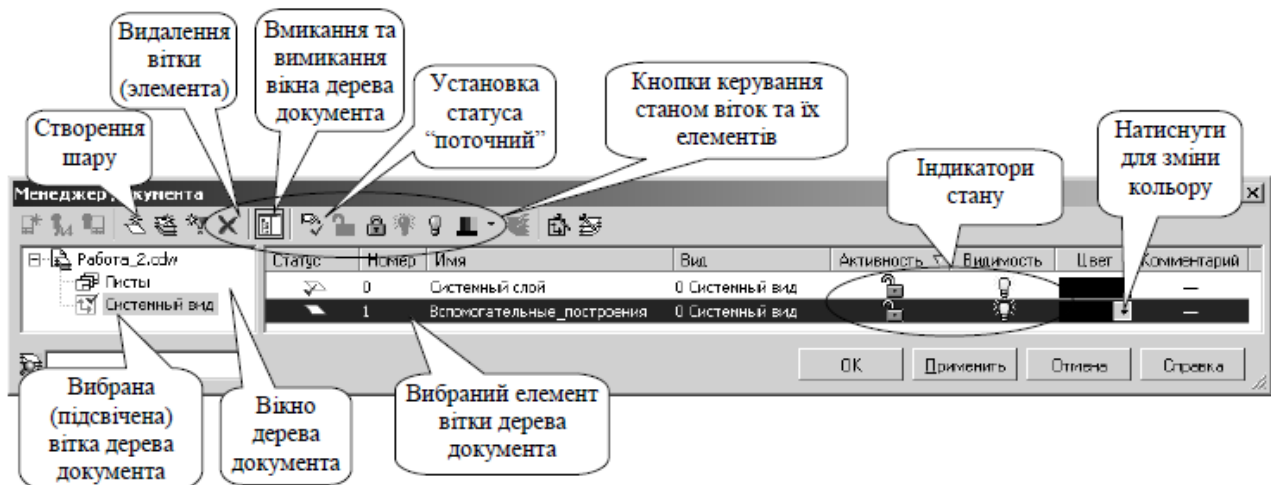 Видалення
вітки
(элемента)
Вмикання та
вимикання
вікна дерева
документа
Установка
статуса
“поточний”
Кнопки керування
станом віток та їх
елементів
Створення
шару
Індикатори
стану
Натиснути
для зміни
кольору
Менеджер документа
Работа_2.cdw
Листы
Системный вид
Статус Номер Имя Вид Активность Видимость Цвет Комментарий
0 Системный слой 0 Системный вид —
1 Вспомогательные_построения 0 Системный вид —
ОК Применить Отмена Справка
Вибрана
(підсвічена)
вітка дерева
документа
Вікно
дерева
документа
Вибраний елемент
вітки дерева
документа